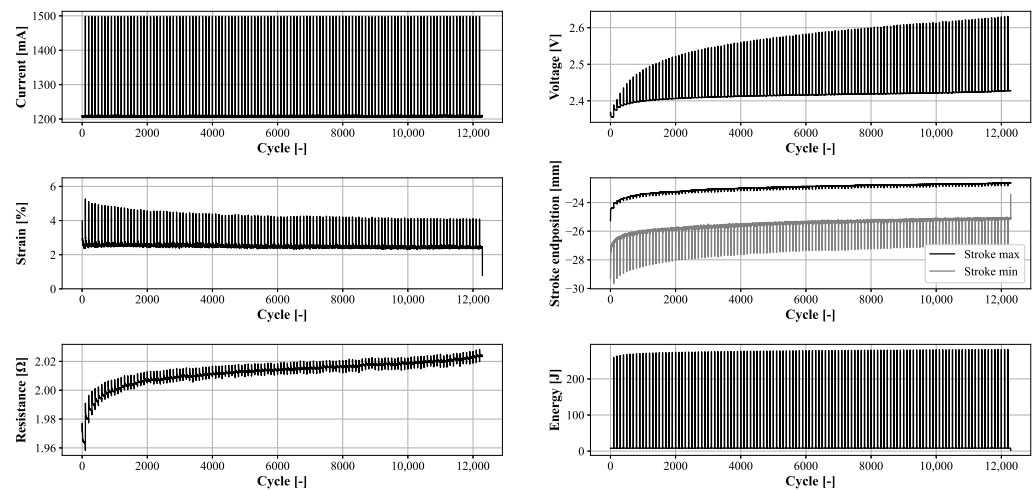 Current [mA]
1500
1400
1300
1200
0 2000 4000 6000 8000 10,000 12,000
Cycle [-]
Voltage [V]
2.6
2.5
2.4
0 2000 4000 6000 8000 10,000 12,000
Cycle [-]
Strain [%]
6
4
2
0
0 2000 4000 6000 8000 10,000 12,000
Cycle [-]
Stroke endposition [mm]
−24
−26
−28
−30
Stroke max
Stroke min
0 2000 4000 6000 8000 10,000 12,000
Cycle [-]
Resistance [Ω]
2.02
2.00
1.98
1.96
0 2000 4000 6000 8000 10,000 12,000
Cycle [-]
Energy [J]
200
100
0
0 2000 4000 6000 8000 10,000 12,000
Cycle [-]